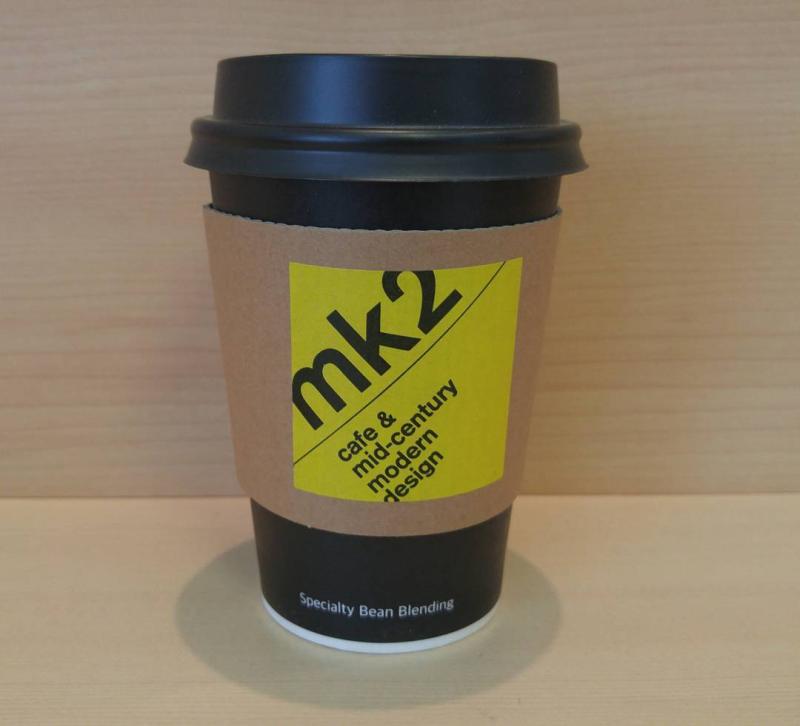 mk2
cafe &
mid-century
modern
design
Specialty Bean Blending